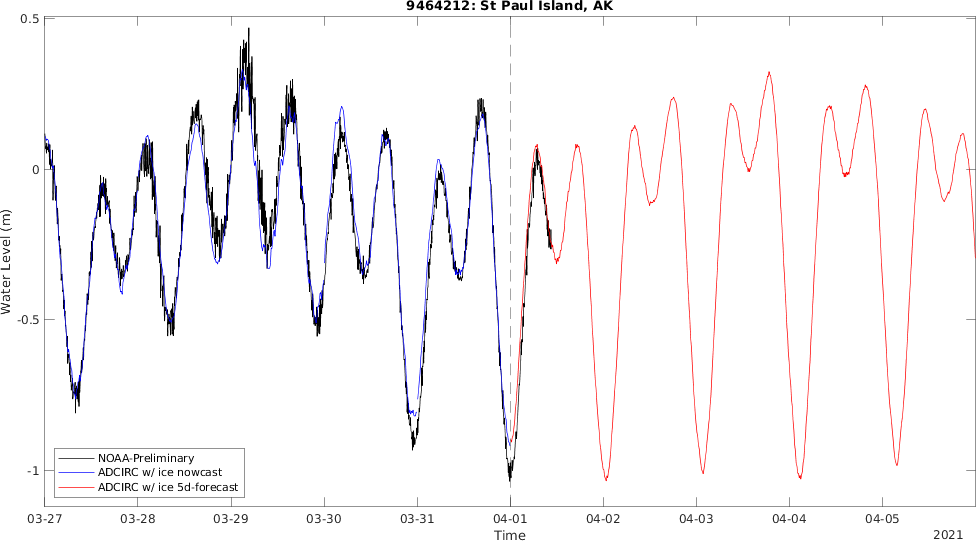 9464212: St Paul Island, AK
0.5
0
-0.5
-1
Water Level (m)
NOAA-Preliminary
ADCIRC w/ ice nowcast
ADCIRC w/ ice 5d-forecast
03-27 03-28 03-29 03-30 03-31 04-01 04-02 04-03 04-04 04-05
Time
2021